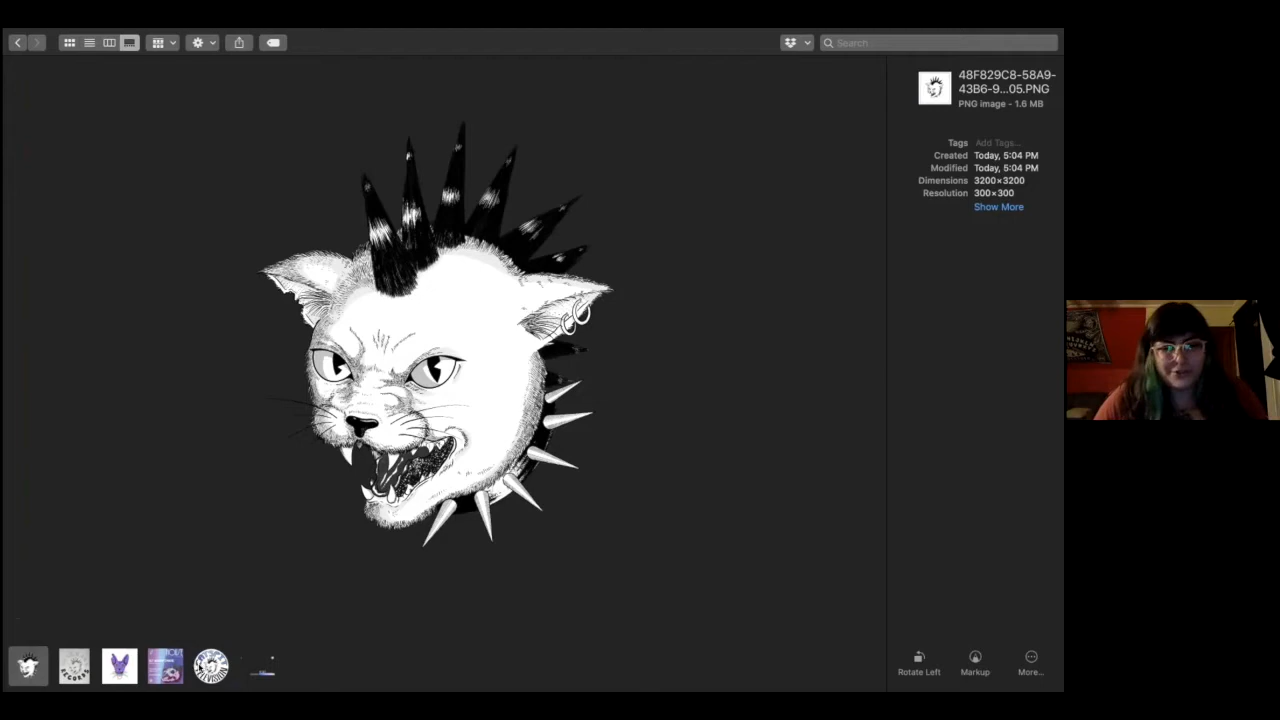 Search
48F829C8-58A9-
43B6-9...05.PNG
PNG image - 1.6 MB
Tags Add Tags...
Created Today, 5:04 PM
Modified Today, 5:04 PM
Dimensions 3200×3200
Resolution 300×300
Show More
Rotate Left
Markup
More...